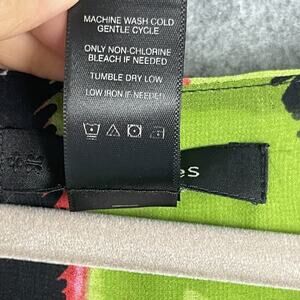 MACHINE WASH COLD
GENTLE CYCLE
ONLY NON-CHLORINE
BLEACH IF NEEDED
TUMBLE DRY LOW
LOW IRON IF NEEDED